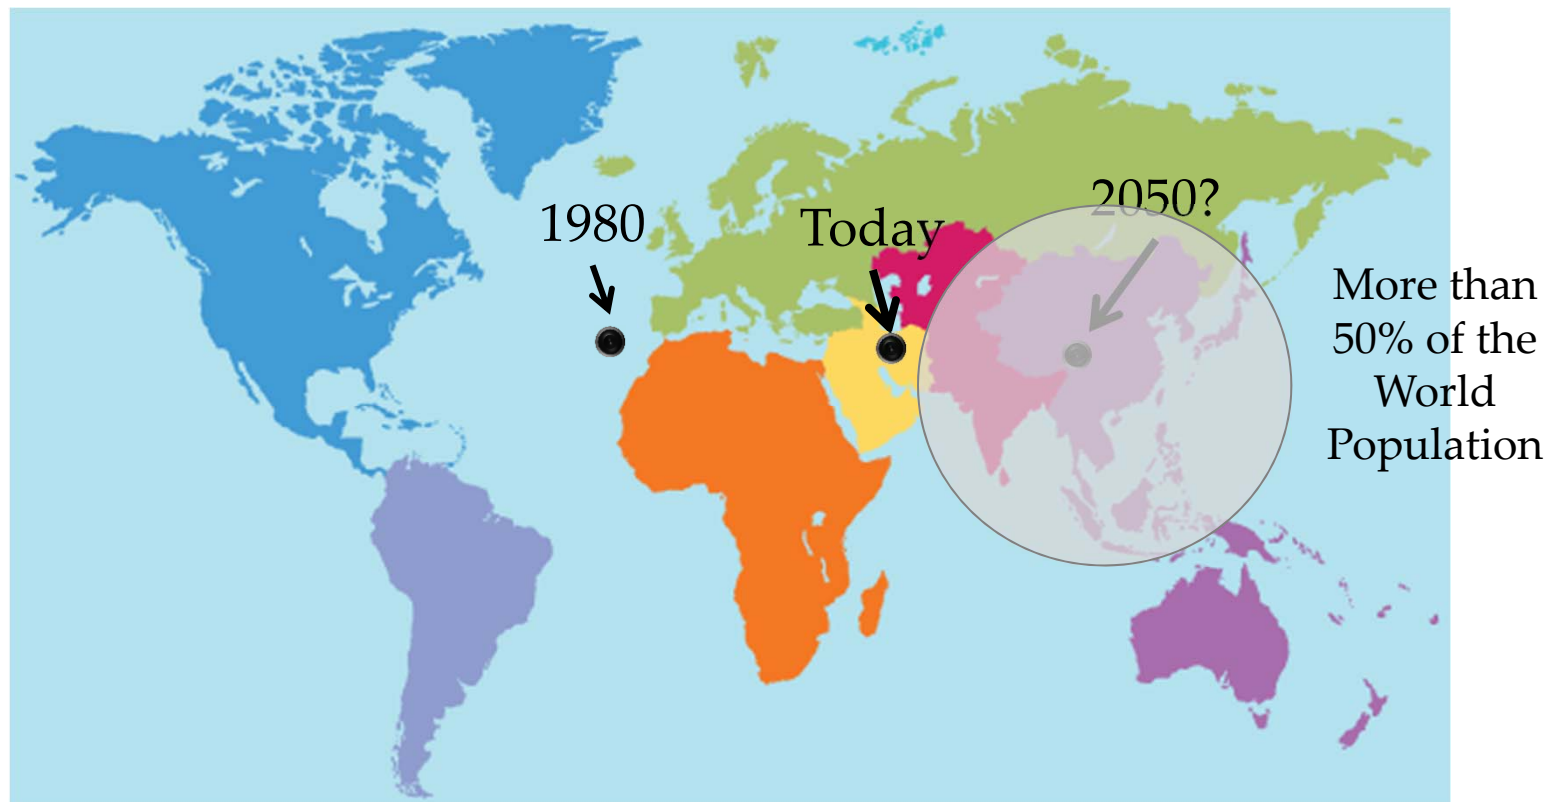 1980
Today
2050?
More than
50% of the
World
Population